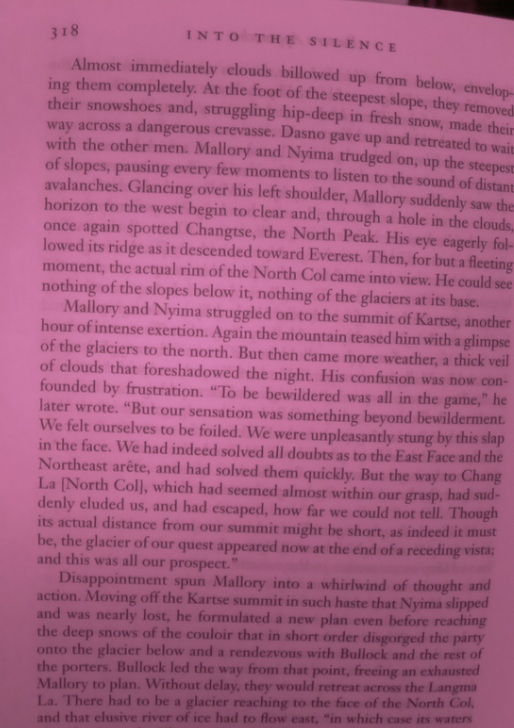 318
INTO THE SILENCE
Almost immediately clouds billowed up from below, envelop-
ing them completely. At the foot of the steepest slope, they removed
their snowshoes and, struggling hip-deep in fresh snow, made their
way across a dangerous crevasse. Dasno gave up and retreated to wait
with the other men. Mallory and Nyima trudged on, up the steepest
of slopes, pausing every few moments to listen to the sound of distant
avalanches. Glancing over his left shoulder, Mallory suddenly saw the
horizon to the west begin to clear and, through a hole in the clouds,
once again spotted Changtse, the North Peak. His eye eagerly fol-
lowed its ridge as it descended toward Everest. Then, for but a fleeting
moment, the actual rim of the North Col came into view. He could see
nothing of the slopes below it, nothing of the glaciers at its base.
Mallory and Nyima struggled on to the summit of Kartse, another
hour of intense exertion. Again the mountain teased him with a glimpse
of the glaciers to the north. But then came more weather, a thick veil
of clouds that foreshadowed the night. His confusion was now con-
founded by frustration. “To be bewildered was all in the game,” he
later wrote. “But our sensation was something beyond bewilderment.
We felt ourselves to be foiled. We were unpleasantly stung by this slap
in the face. We had indeed solved all doubts as to the East Face and the
Northeast arête, and had solved them quickly. But the way to Chang
La [North Col], which had seemed almost within our grasp, had sud-
denly eluded us, and had escaped, how far we could not tell. Though
its actual distance from our summit might be short, as indeed it must
be, the glacier of our quest appeared now at the end of a receding vista;
and this was all our prospect.”
Disappointment spun Mallory into a whirlwind of thought and
action. Moving off the Kartse summit in such haste that Nyima slipped
and was nearly lost, he formulated a new plan even before reaching
the deep snows of the couloir that in short order disgorged the party
onto the glacier below and a rendezvous with Bullock and the rest of
the porters. Bullock led the way from that point, freeing an exhausted
Mallory to plan. Without delay, they would retreat across the Langma
La. There had to be a glacier reaching to the face of the North Col,
and that elusive river of ice had to flow east, “in which case its waters